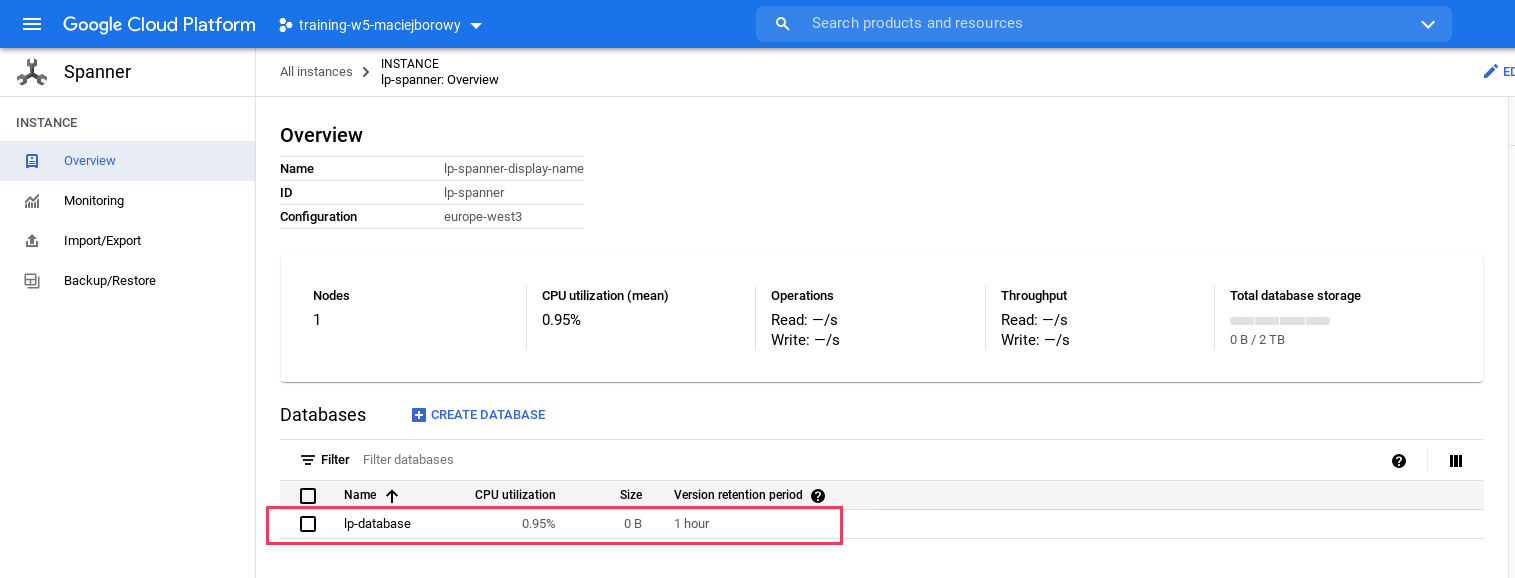 Google Cloud Platform training-w5-maciejborowy Search products and resources
Spanner
All instances
INSTANCE
lp-spanner: Overview
ED
INSTANCE
Overview
Monitoring
Import/Export
Backup/Restore
Overview
Name lp-spanner-display-name
ID lp-spanner
Configuration europe-west3
Nodes
1
CPU utilization (mean)
0.95%
Operations
Read: —/s
Write: —/s
Throughput
Read: —/s
Write: —/s
Total database storage
0 B / 2 TB
Databases CREATE DATABASE
Filter Filter databases
Name CPU utilization Size Version retention period
lp-database 0.95% 0 B 1 hour